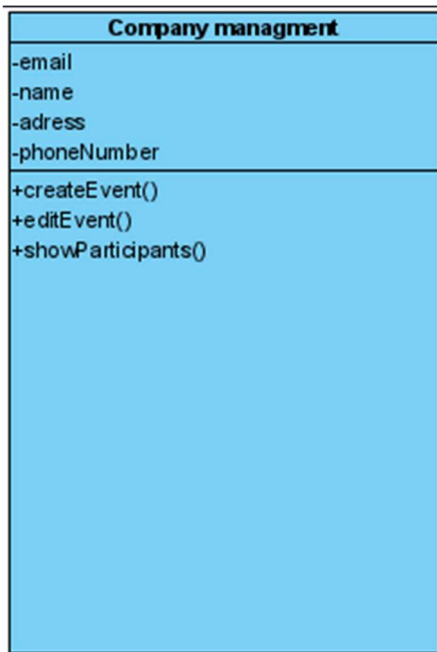 Company managment
-email
-name
-adress
-phoneNumber
+createEvent()
+editEvent()
+showParticipants()